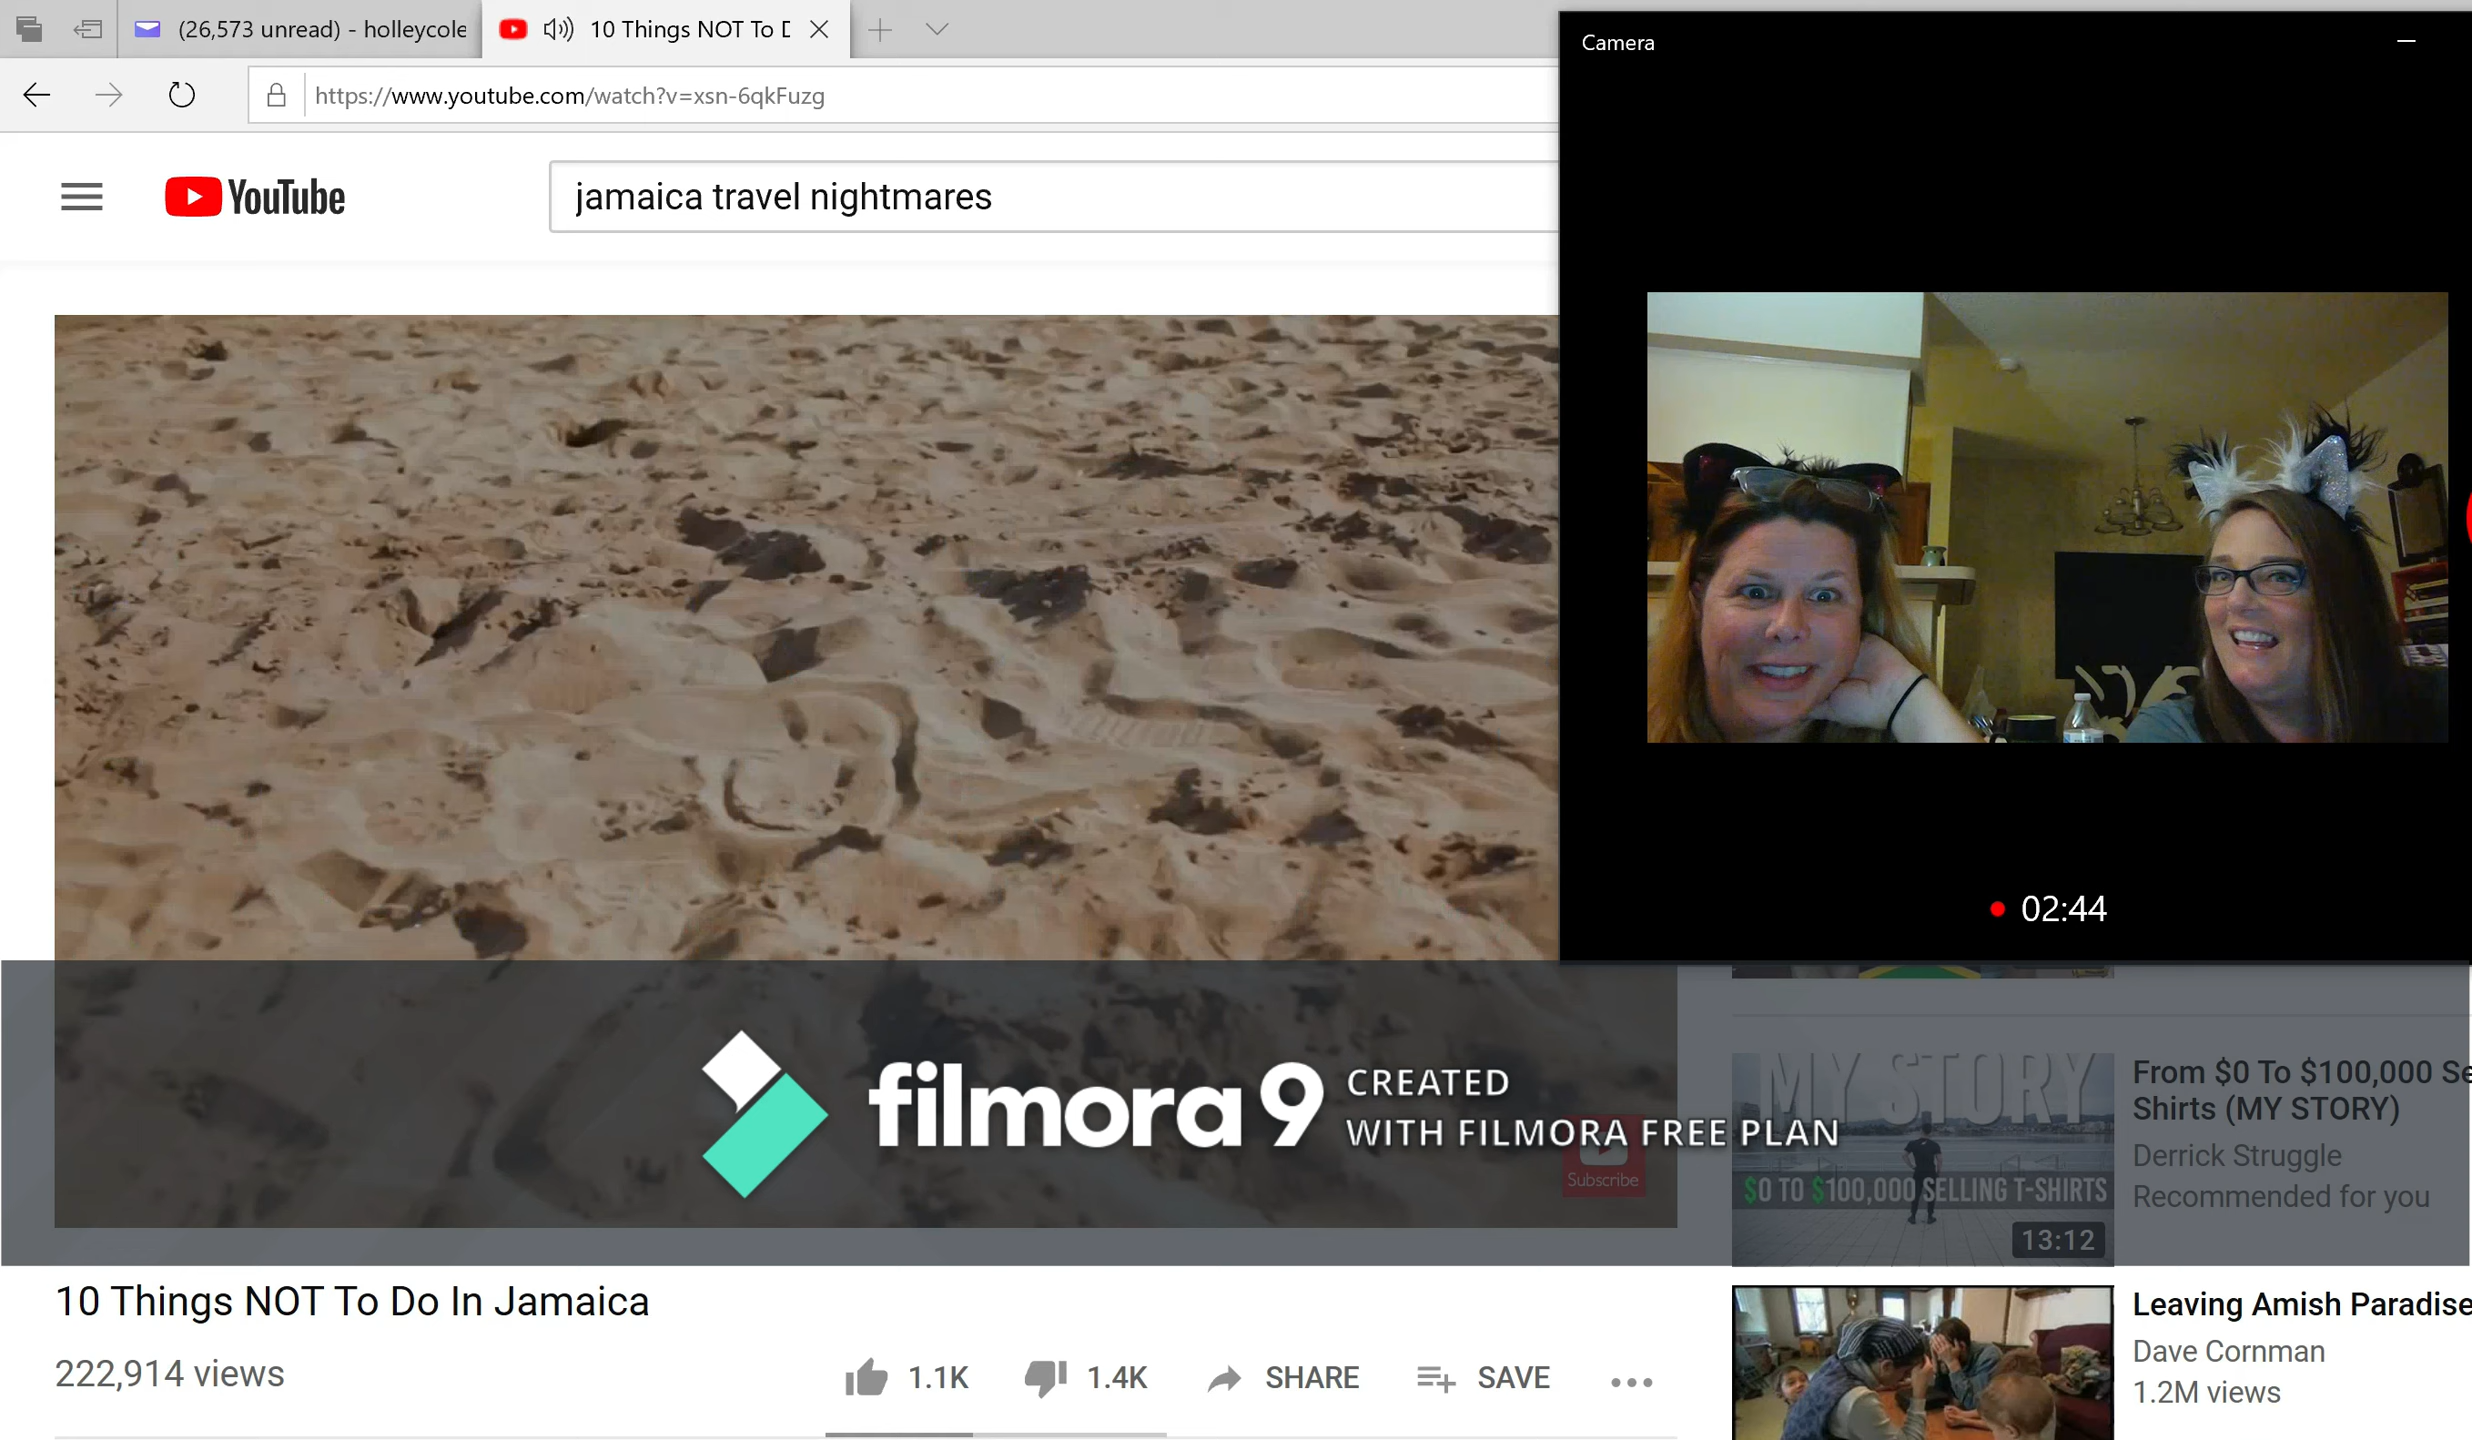 (26,573 unread) - holleycole
10 Things NOT To D
Camera
https://www.youtube.com/watch?v=xsn-6qkFuzg
YouTube
jamaica travel nightmares
02:44
filmora 9
CREATED
WITH FILMORA FREE PLAN
Subscribe
MY STORY
$0 TO $100,000 SELLING T-SHIRTS
13:12
From $0 To $100,000 Se
Shirts (MY STORY)
Derrick Struggle
Recommended for you
10 Things NOT To Do In Jamaica
222,914 views
1.1K
1.4K
SHARE
SAVE
Leaving Amish Paradise
Dave Cornman
1.2M views